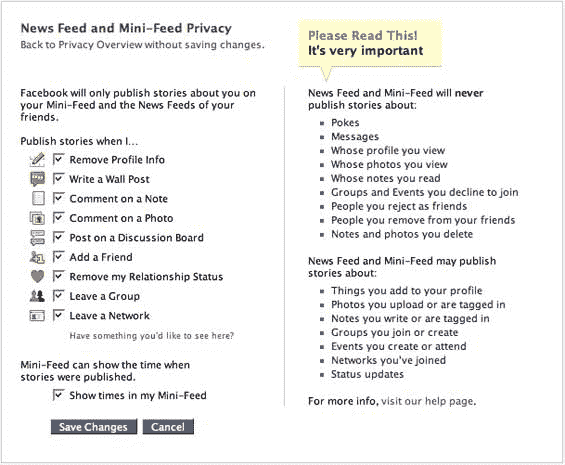 News Feed and Mini-Feed Privacy
Back to Privacy Overview without saving changes.
Please Read This!
It's very important
Facebook will only publish stories about you on
your Mini-Feed and the News Feeds of your
friends.
Publish stories when I...
Remove Profile Info
Write a Wall Post
Comment on a Note
Comment on a Photo
Post on a Discussion Board
Add a Friend
Remove my Relationship Status
Leave a Group
Leave a Network
Have something you'd like to see here?
Mini-Feed can show the time when
stories were published.
Show times in my Mini-Feed
Save Changes
Cancel
News Feed and Mini-Feed will never
publish stories about:
Pokes
Messages
Whose profile you view
Whose photos you view
Whose notes you read
Groups and Events you decline to join
People you reject as friends
People you remove from your friends
Notes and photos you delete
News Feed and Mini-Feed may publish
stories about:
Things you add to your profile
Photos you upload or are tagged in
Notes you write or are tagged in
Groups you join or create
Events you create or attend
Networks you've joined
Status updates
For more info, visit our help page.